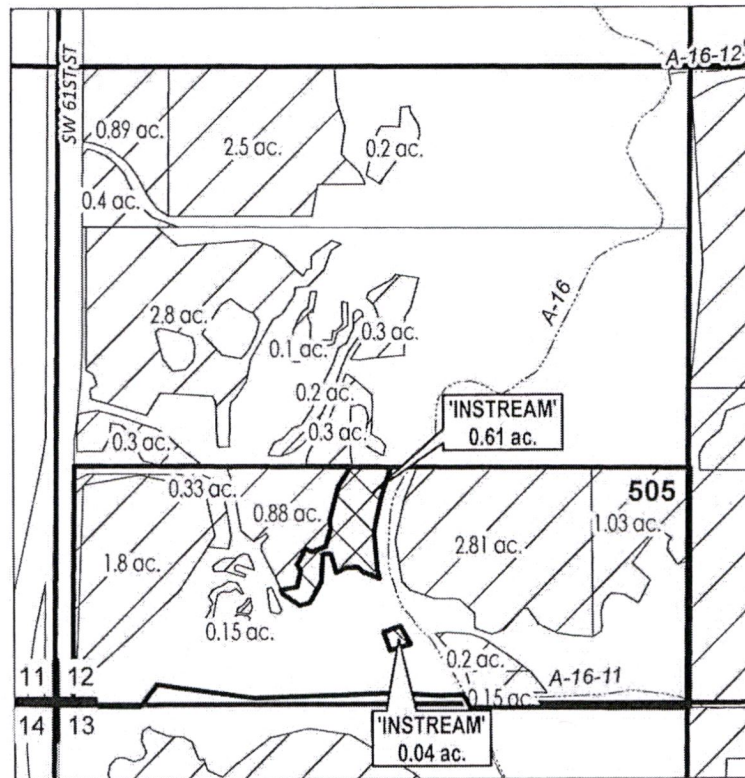 SW 61ST ST
A-16-12
0.89 ac.
2.5 ac.
0.2 ac.
0.4 ac.
A-16
2.8 ac.
0.1 ac.
0.3 ac.
0.2 ac.
0.3 ac.
0.3 ac.
'INSTREAM'
0.61 ac.
505
0.33 ac.
0.88 ac.
1.03 ac.
2.81 ac.
1.8 ac.
0.15 ac.
0.2 ac.
A-16-11
0.15 ac.
11 12
14 13
'INSTREAM'
0.04 ac.